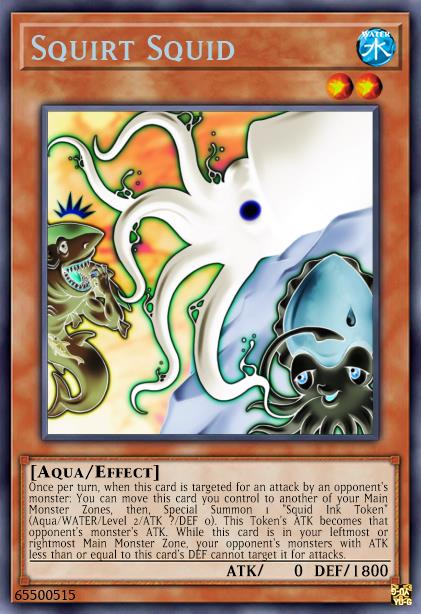 Squirt Squid
WATER
水
[Aqua/Effect]
Once per turn, when this card is targeted for an attack by an opponent's
monster: You can move this card you control to another of your Main
Monster Zones, then, Special Summon 1 "Squid Ink Token"
(Aqua/WATER/Level 2/ATK ?/DEF 0). This Token's ATK becomes that
opponent's monster's ATK. While this card is in your leftmost or
rightmost Main Monster Zone, your opponent's monsters with ATK
less than or equal to this card's DEF cannot target it for attacks.
ATK/ 0 DEF/1800
65500515